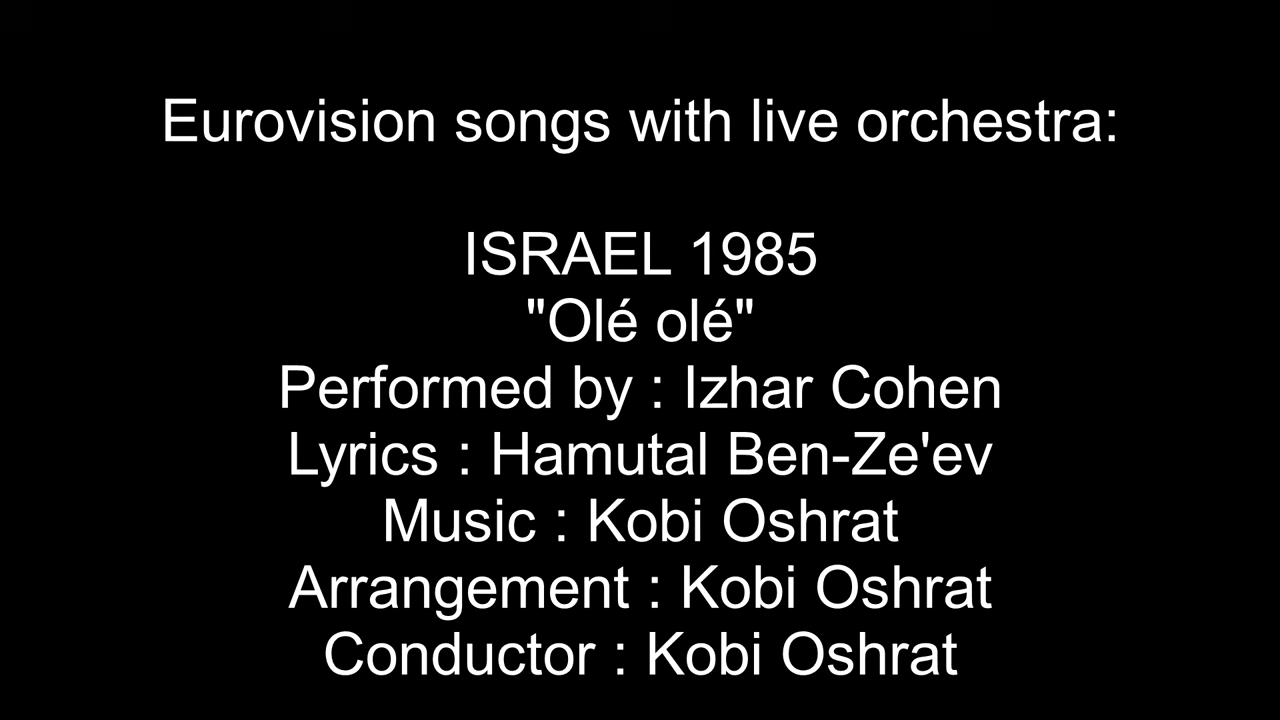 Eurovision songs with live orchestra:
ISRAEL 1985
"Olé olé"
Performed by : Izhar Cohen
Lyrics : Hamutal Ben-Ze'ev
Music : Kobi Oshrat
Arrangement : Kobi Oshrat
Conductor : Kobi Oshrat